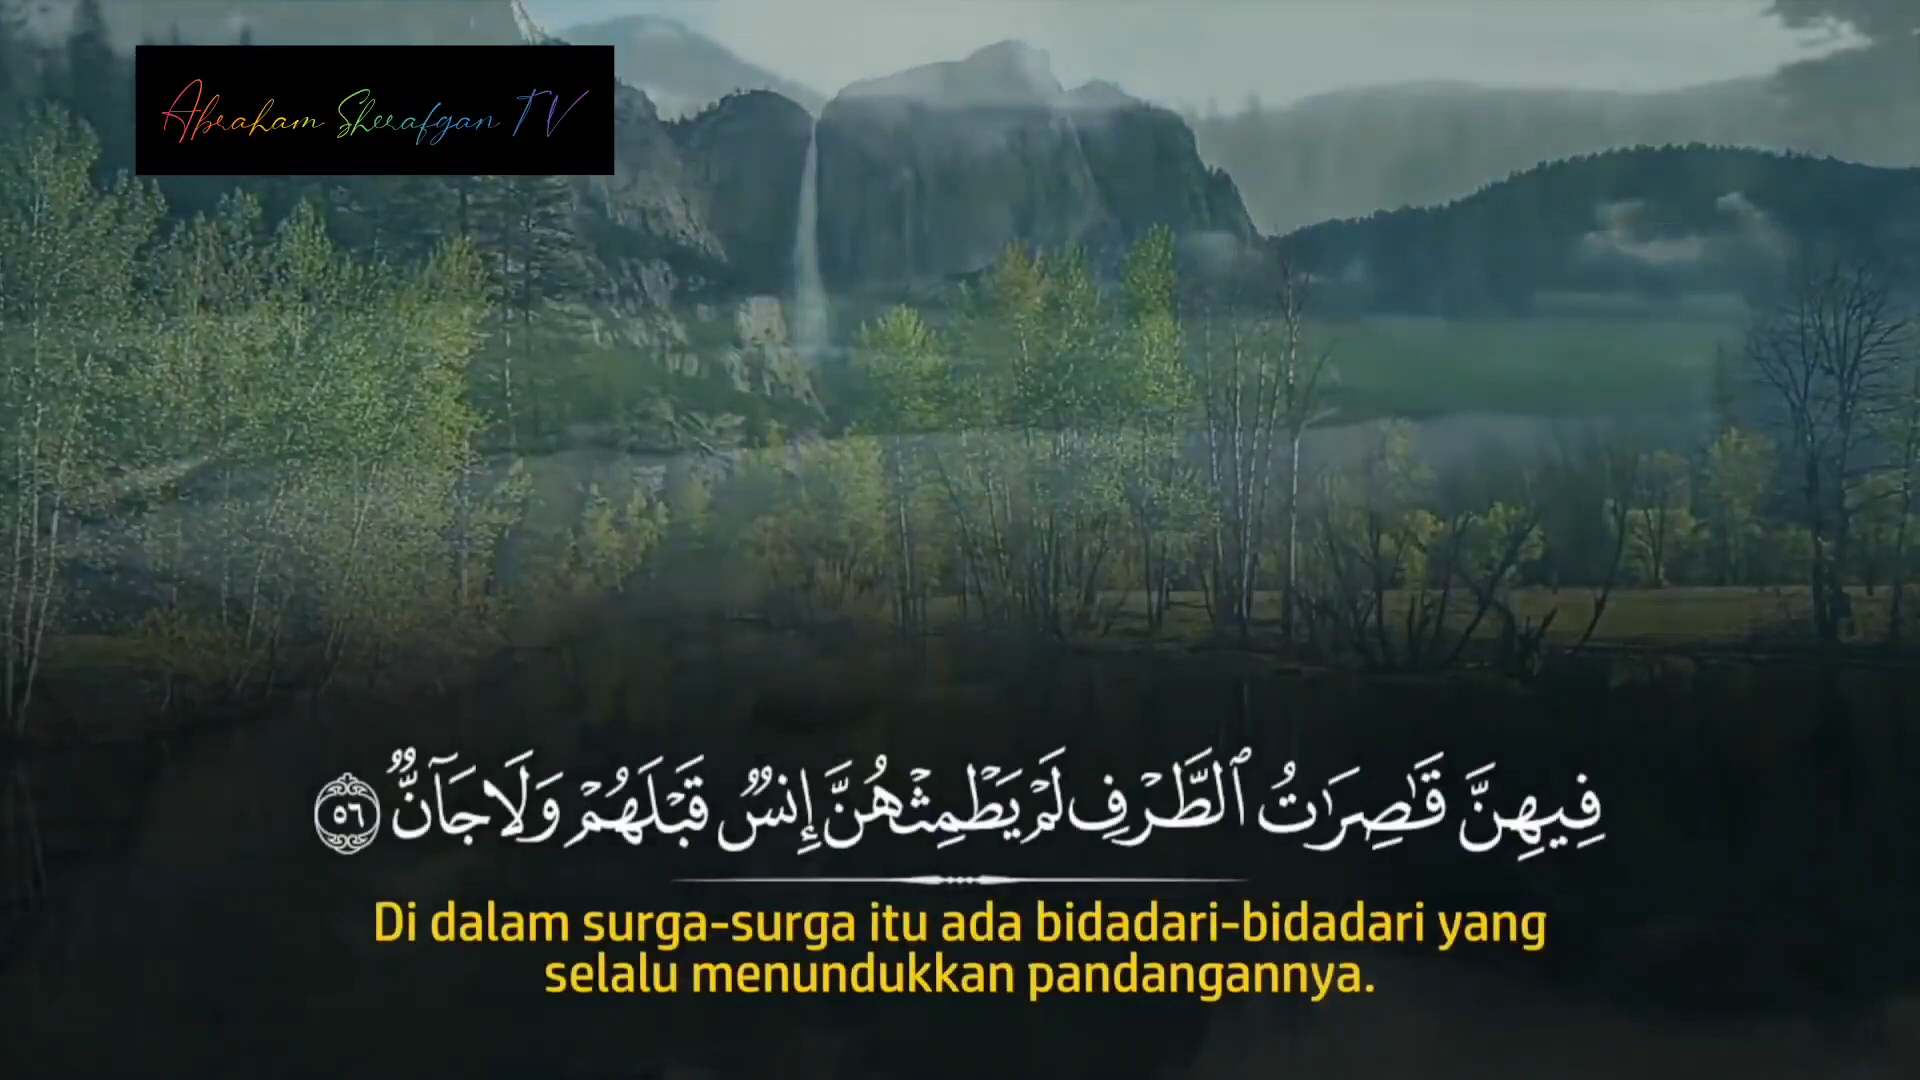 Abraham Sherafgan TV
فِيهِنَّ قَٰصِرَٰتُ ٱلطَّرْفِ لَمْ يَطْمِثْهُنَّ إِنسٌ قَبْلَهُمْ وَلَا جَآنٌّ ٥٦
Di dalam surga-surga itu ada bidadari-bidadari yang
selalu menundukkan pandangannya.